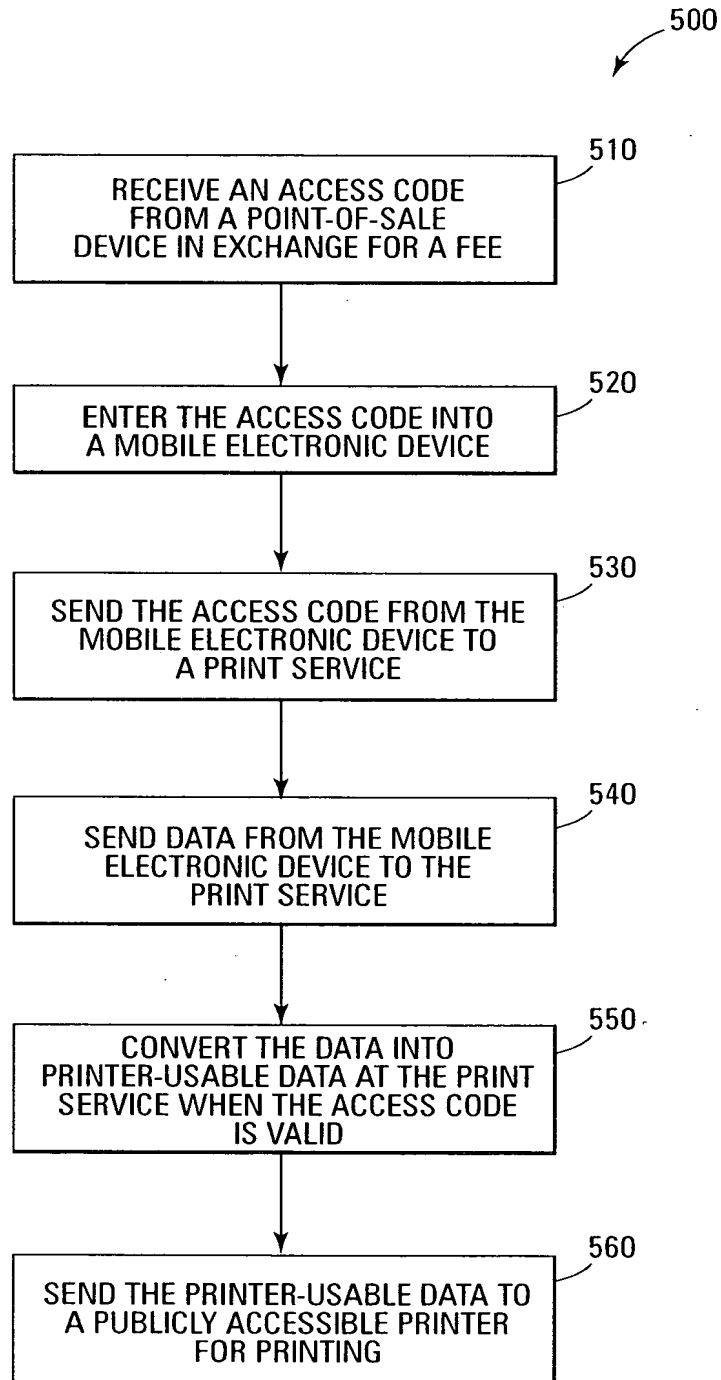 500
510
RECEIVE AN ACCESS CODE
FROM A POINT-OF-SALE
DEVICE IN EXCHANGE FOR A FEE
520
ENTER THE ACCESS CODE INTO
A MOBILE ELECTRONIC DEVICE
530
SEND THE ACCESS CODE FROM THE
MOBILE ELECTRONIC DEVICE TO
A PRINT SERVICE
540
SEND DATA FROM THE MOBILE
ELECTRONIC DEVICE TO THE
PRINT SERVICE
550
CONVERT THE DATA INTO
PRINTER-USABLE DATA AT THE PRINT
SERVICE WHEN THE ACCESS CODE
IS VALID
560
SEND THE PRINTER-USABLE DATA TO
A PUBLICLY ACCESSIBLE PRINTER
FOR PRINTING